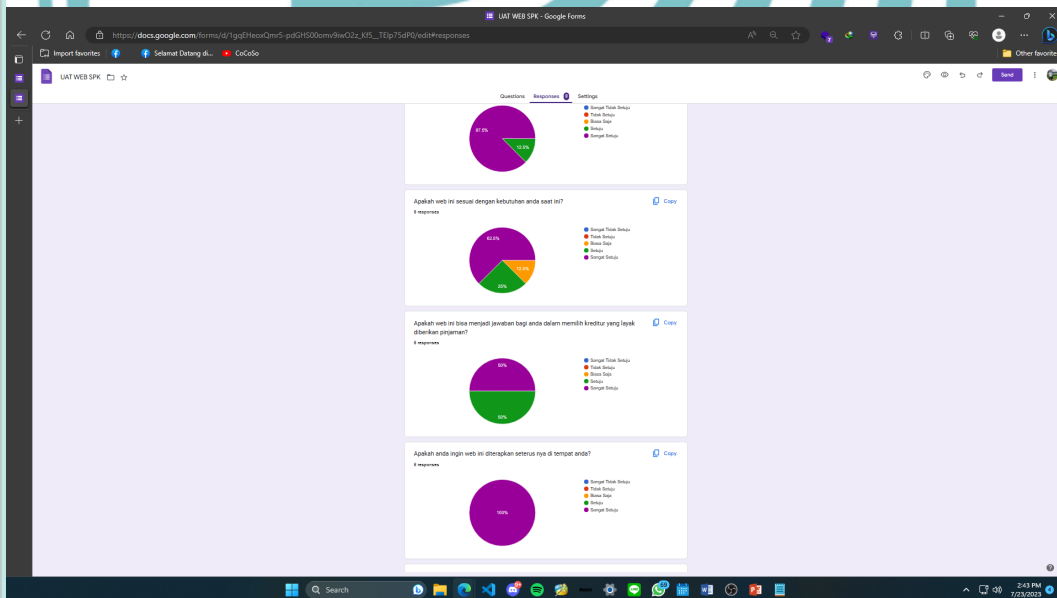 UAT WEB SPK - Google Forms
https://docs.google.com/forms/d/
Import favorites
Selamat Datang di...
CoCoSo
Other favorite
UAT WEB SPK
Send
Questions Responses 8 Settings
87.5%
12.5%
Sangat Tidak Setuju
Tidak Setuju
Biasa Saja
Setuju
Sangat Setuju
Apakah web ini sesuai dengan kebutuhan anda saat ini?
Copy
8 responses
62.5%
12.5%
25%
Sangat Tidak Setuju
Tidak Setuju
Biasa Saja
Setuju
Sangat Setuju
Apakah web ini bisa menjadi jawaban bagi anda dalam memilih kreditur yang layak
diberikan pinjaman?
Copy
8 responses
50%
50%
Sangat Tidak Setuju
Tidak Setuju
Biasa Saja
Setuju
Sangat Setuju
Apakah anda ingin web ini diterapkan seterus nya di tempat anda?
Copy
8 responses
100%
Sangat Tidak Setuju
Tidak Setuju
Biasa Saja
Setuju
Sangat Setuju
Search
59
2:43 PM
7/23/2023